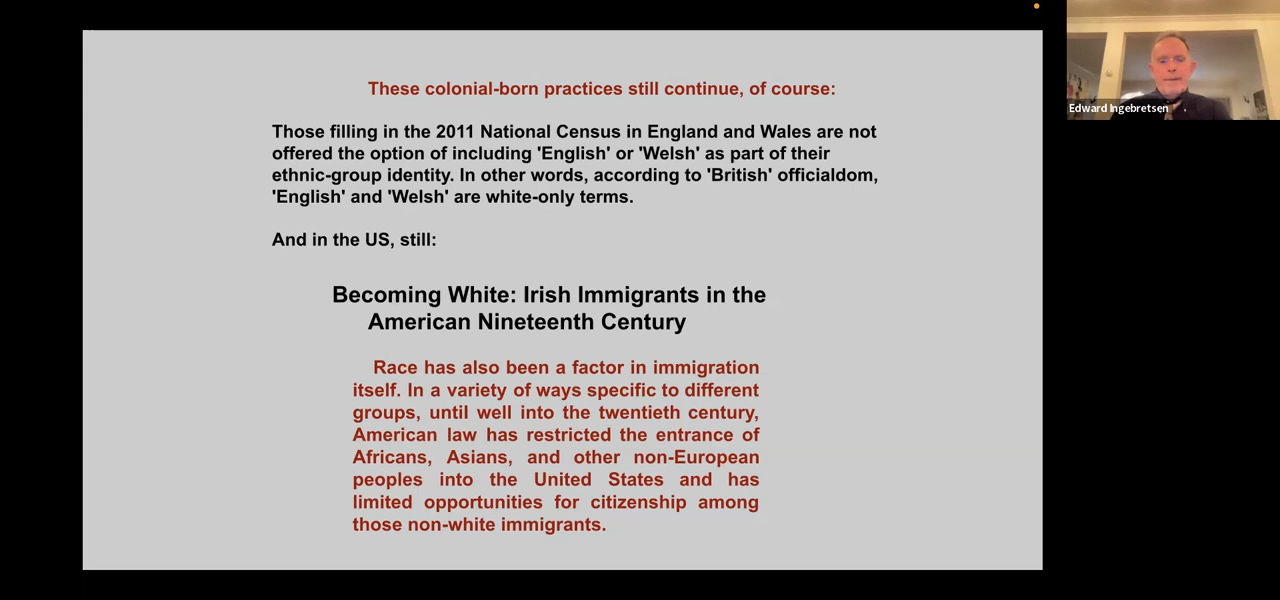 These colonial-born practices still continue, of course:
Those filling in the 2011 National Census in England and Wales are not
offered the option of including 'English' or 'Welsh' as part of their
ethnic-group identity. In other words, according to 'British' officialdom,
'English' and 'Welsh' are white-only terms.
And in the US, still:
Becoming White: Irish Immigrants in the
American Nineteenth Century
Race has also been a factor in immigration
itself. In a variety of ways specific to different
groups, until well into the twentieth century,
American law has restricted the entrance of
Africans, Asians, and other non-European
peoples into the United States and has
limited opportunities for citizenship among
those non-white immigrants.
Edward Ingebretsen